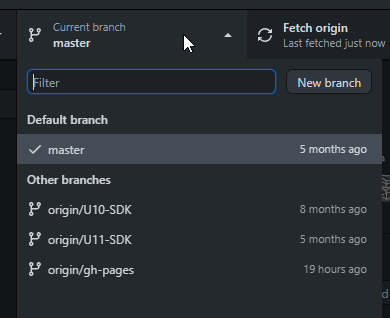 Current branch
master
Fetch origin
Last fetched just now
Filter
New branch
Default branch
master
5 months ago
Other branches
origin/U10-SDK
8 months ago
origin/U11-SDK
5 months ago
origin/gh-pages
19 hours ago